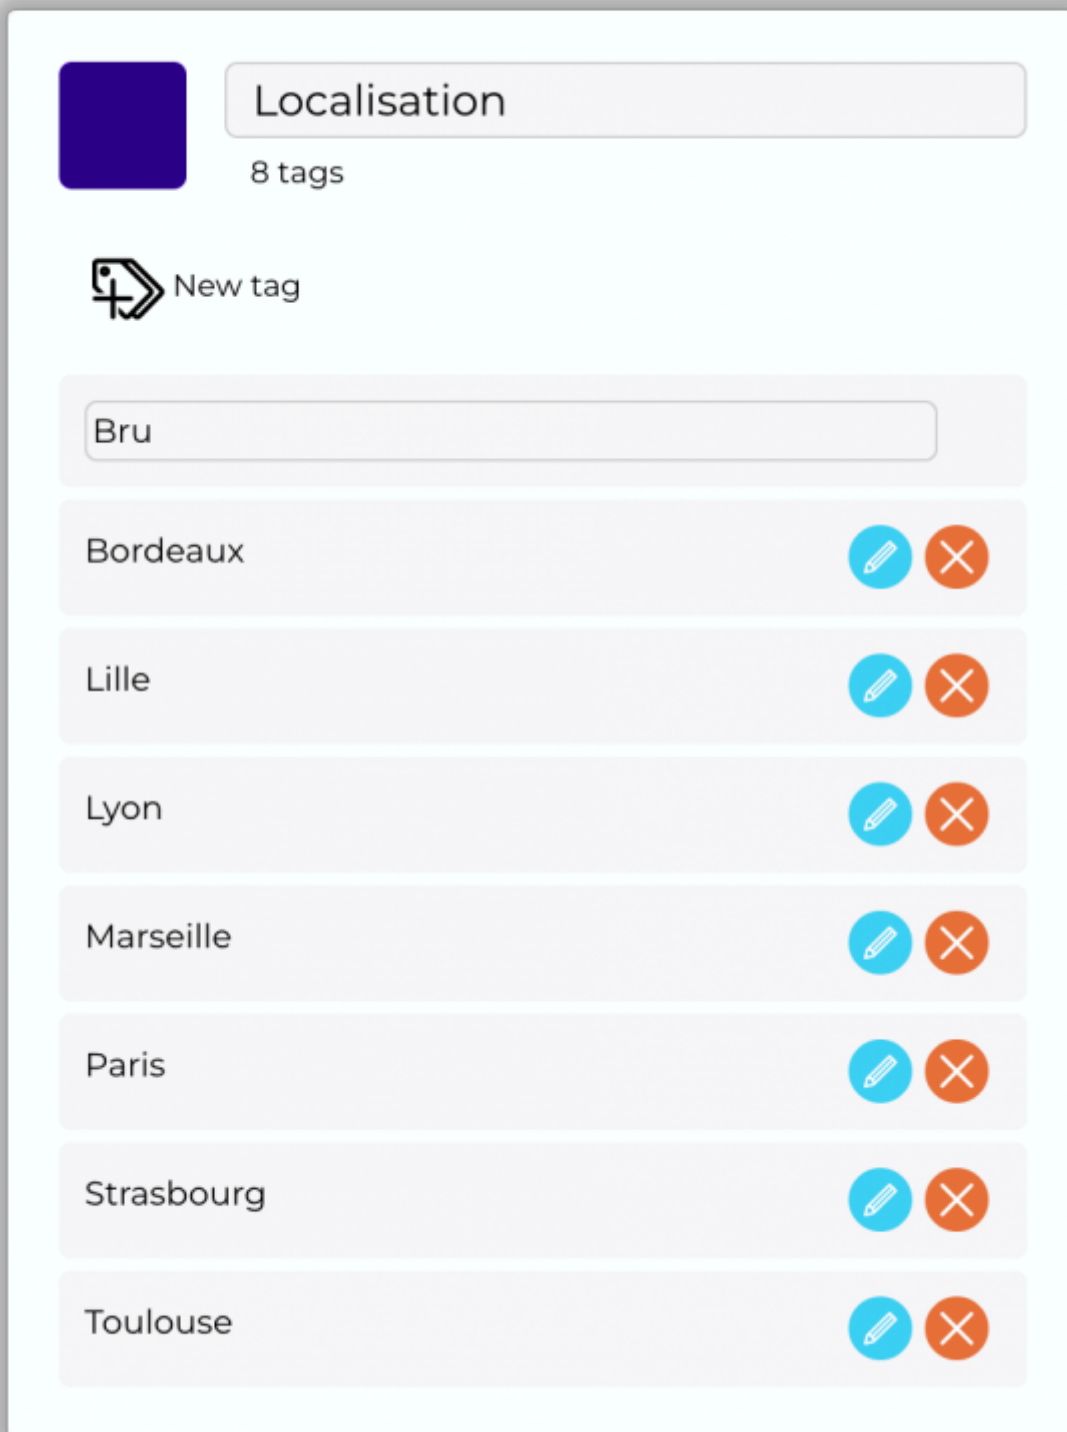 Localisation
8 tags
New tag
Bru
Bordeaux
Lille
Lyon
Marseille
Paris
Strasbourg
Toulouse